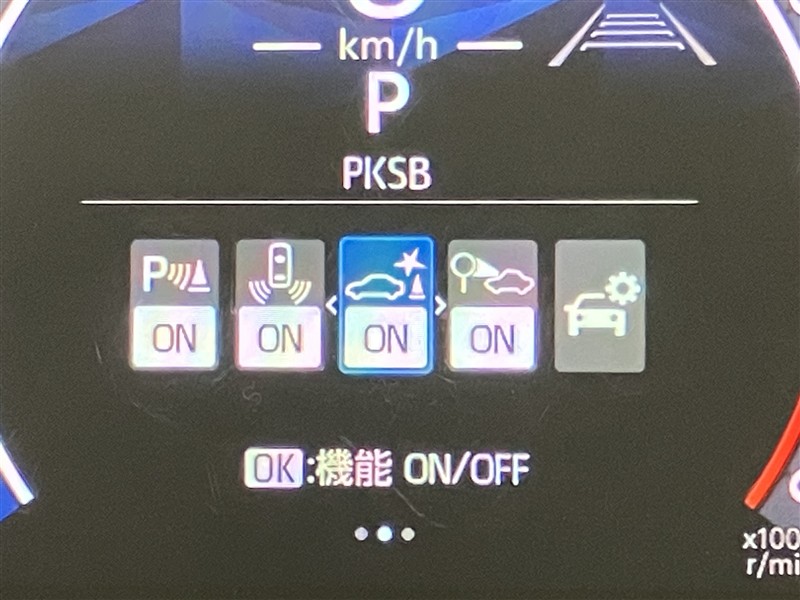 km/h
P
PKSB
P
ON ON ON ON
OK:機能 ON/OFF
x100
r/mi